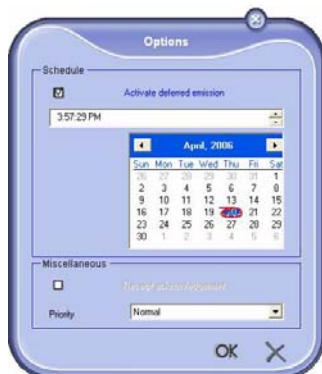 Options
Schedule
Activate deferred emission
3:57:29 PM
April, 2006
Sun Mon Tue Wed Thu Fri Sat
26 27 28 29 30 31 1
2 3 4 5 6 7 8
9 10 11 12 13 14 15
16 17 18 19 20 21 22
23 24 25 26 27 28 29
30 1 2 3 4 5 6
Miscellaneous
Priority Normal
OK